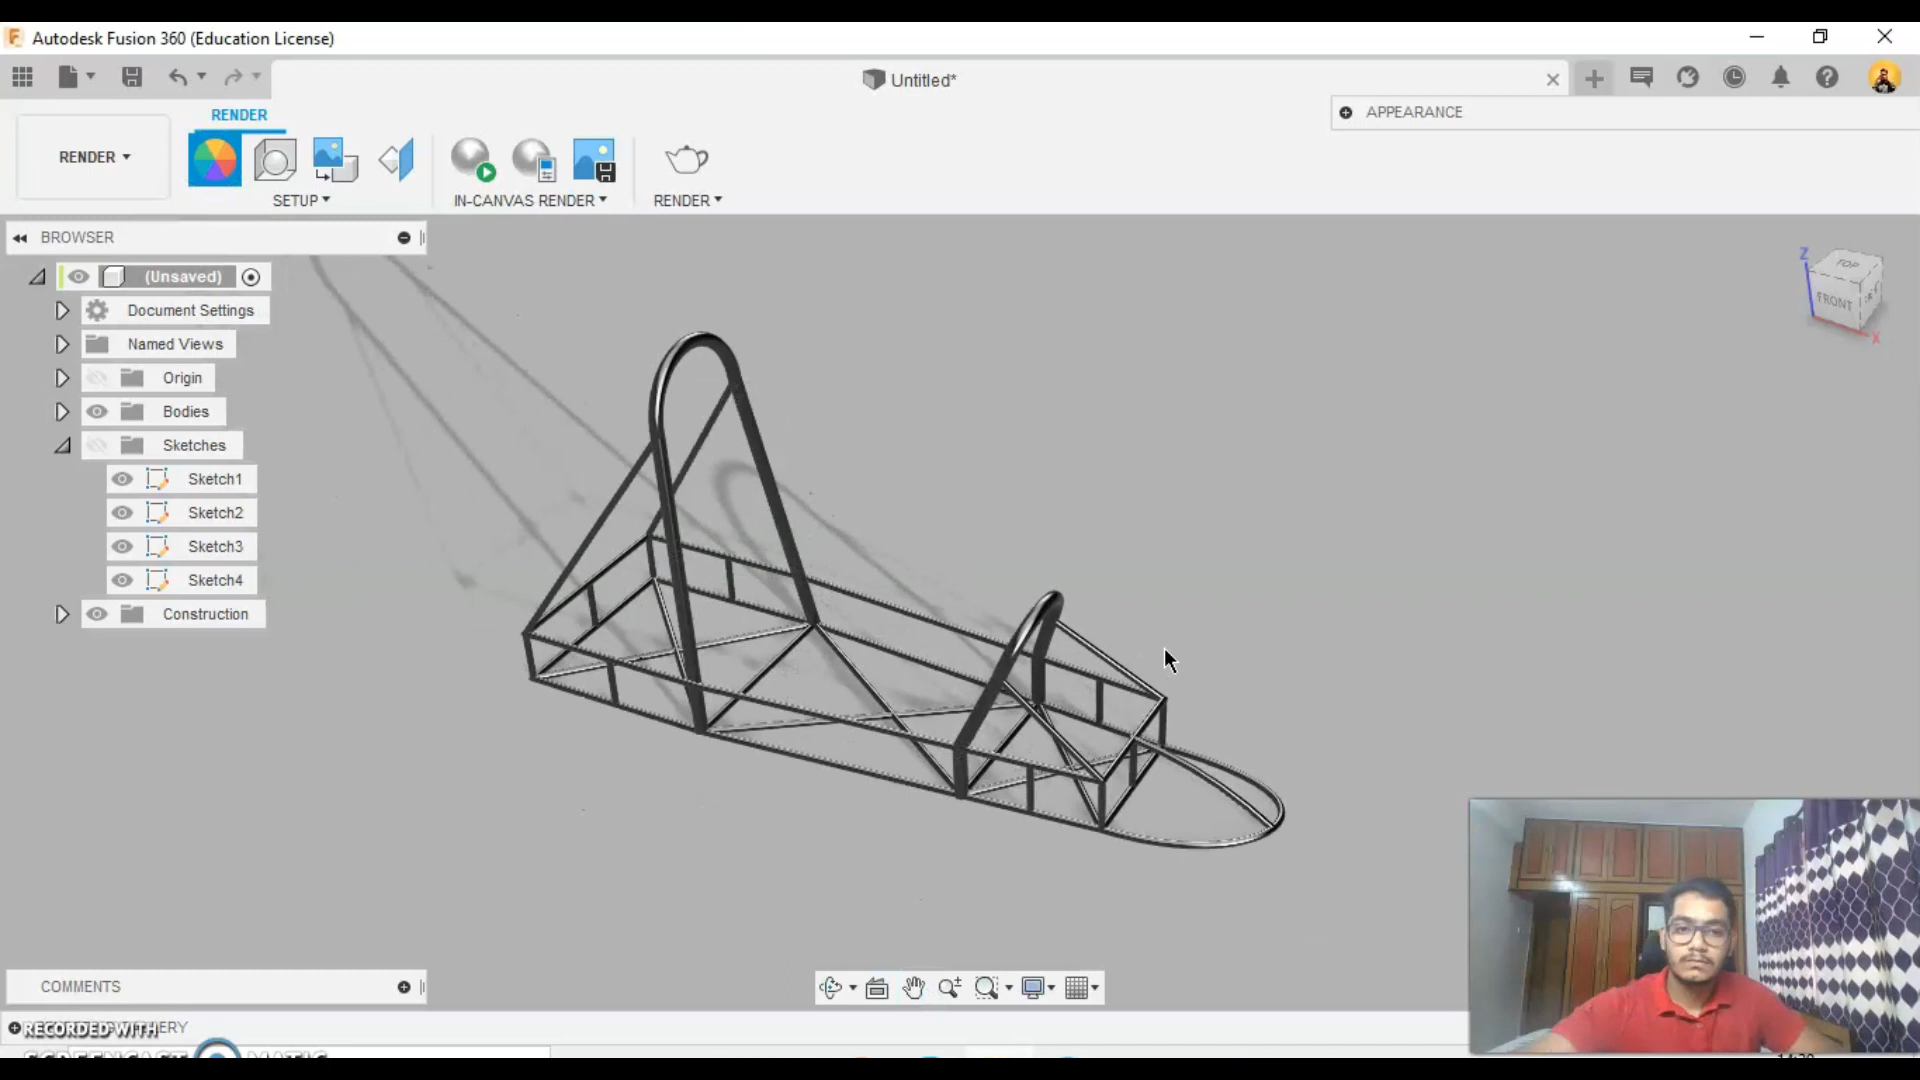 Autodesk Fusion 360 (Education License)
Untitled*
RENDER
APPEARANCE
RENDER
SETUP
IN-CANVAS RENDER
RENDER
BROWSER
(Unsaved)
Document Settings
Named Views
Origin
Bodies
Sketches
Sketch1
Sketch2
Sketch3
Sketch4
Construction
TOP
FRONT
Z
X
COMMENTS
RECORDED WITH